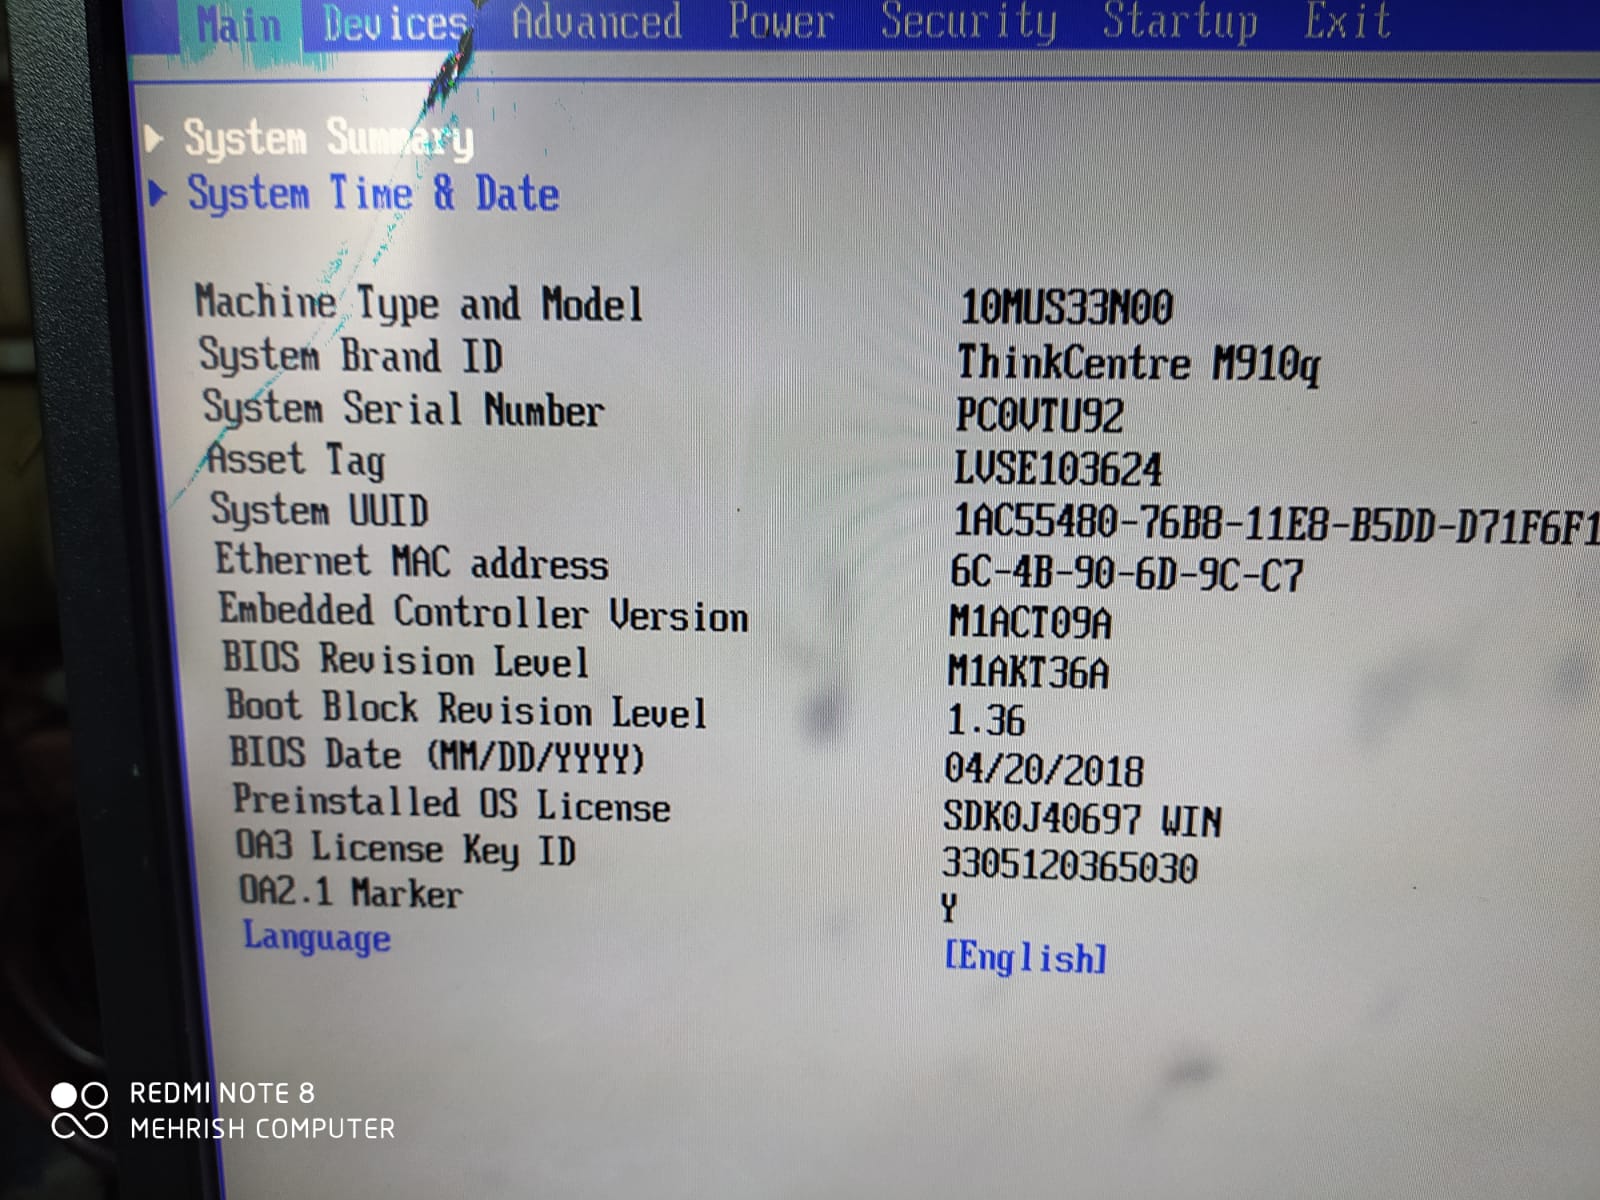 Main Devices Advanced Power Security Startup Exit
System Summary
System Time & Date
Machine Type and Model 10MUS33N00
System Brand ID ThinkCentre M910q
System Serial Number PC0VTU92
Asset Tag LVSE103624
System UUID 1AC55480-76B8-11E8-B5DD-D71F6F1
Ethernet MAC address 6C-4B-90-6D-9C-C7
Embedded Controller Version M1ACT09A
BIOS Revision Level M1AKT36A
Boot Block Revision Level 1.36
BIOS Date (MM/DD/YYYY) 04/20/2018
Preinstalled OS License SDK0J40697 WIN
OA3 License Key ID 3305120365030
OA2.1 Marker Y
Language [English]
REDMI NOTE 8
MEHRISH COMPUTER